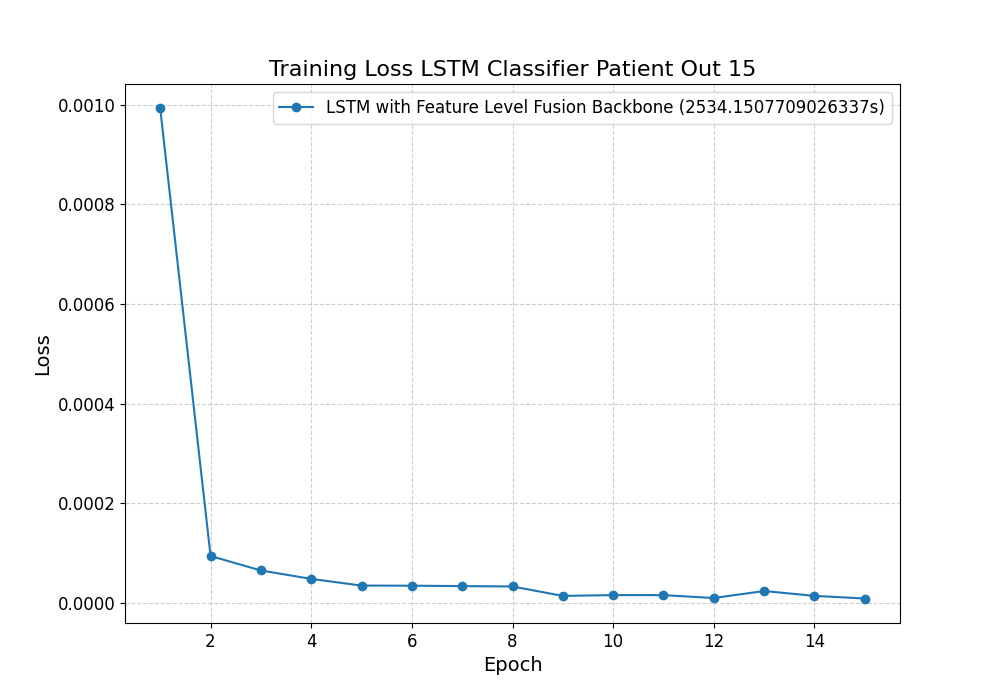 Training Loss LSTM Classifier Patient Out 15
LSTM with Feature Level Fusion Backbone (2534.1507709026337s)
Loss
0.0010
0.0008
0.0006
0.0004
0.0002
0.0000
2 4 6 8 10 12 14
Epoch